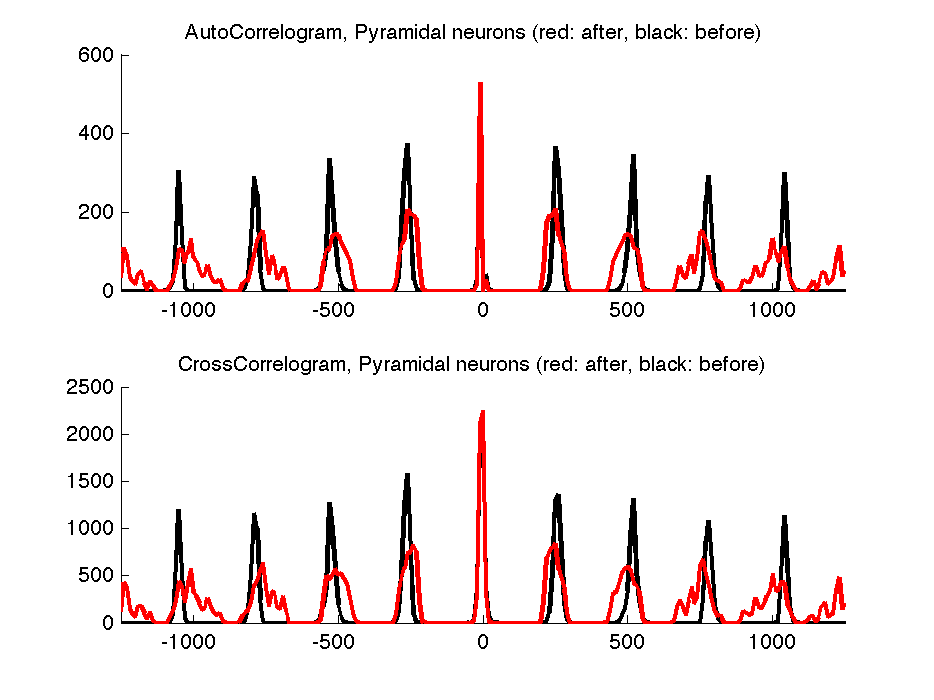 AutoCorrelogram, Pyramidal neurons (red: after, black: before)
600
400
200
0
-1000 -500 0 500 1000
CrossCorrelogram, Pyramidal neurons (red: after, black: before)
2500
2000
1500
1000
500
0
-1000 -500 0 500 1000